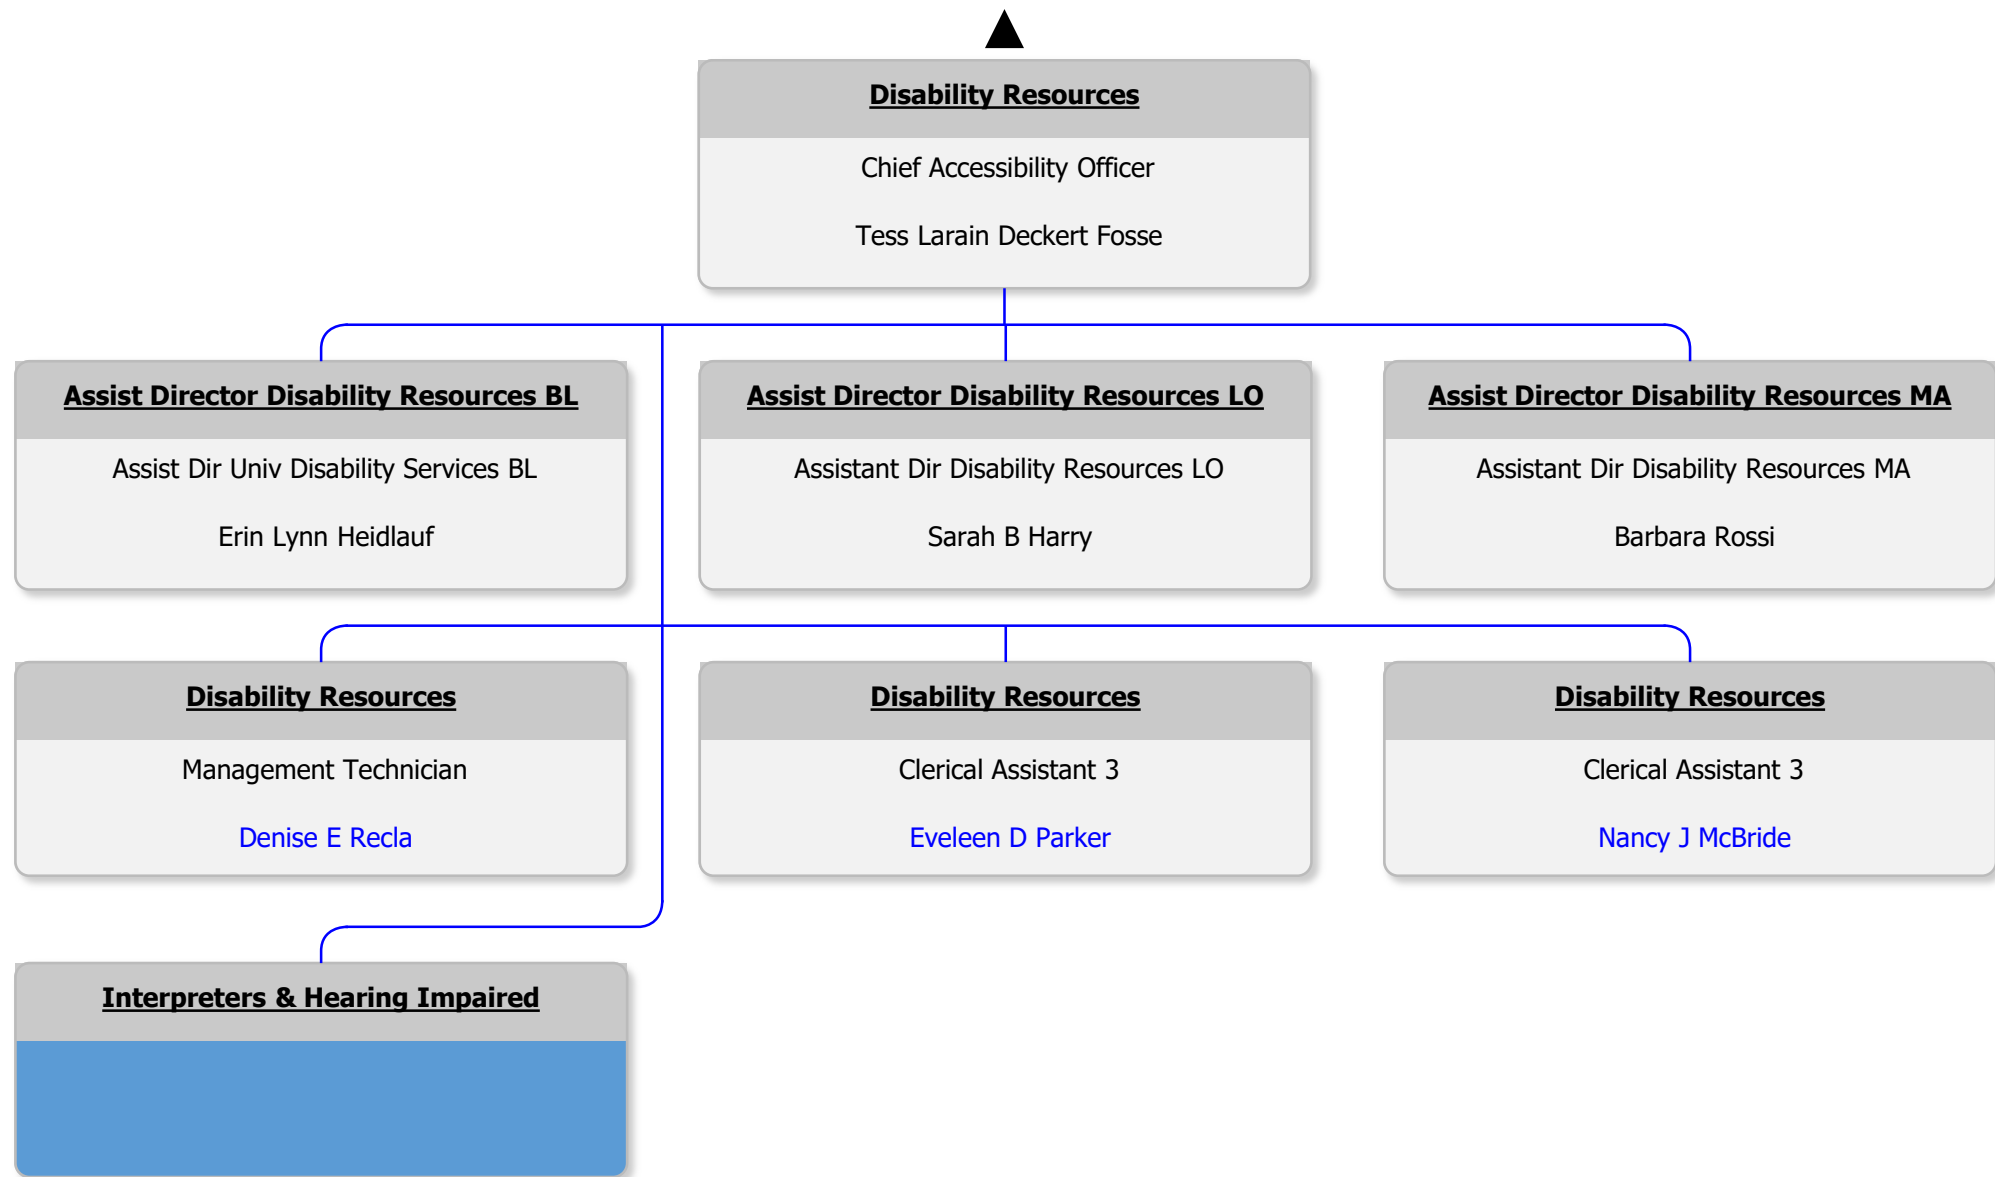 Disability Resources
Chief Accessibility Officer
Tess Larain Deckert Fosse
Assist Director Disability Resources BL
Assist Dir Univ Disability Services BL
Erin Lynn Heidlauf
Assist Director Disability Resources LO
Assistant Dir Disability Resources LO
Sarah B Harry
Assist Director Disability Resources MA
Assistant Dir Disability Resources MA
Barbara Rossi
Disability Resources
Management Technician
Denise E Recla
Disability Resources
Clerical Assistant 3
Eveleen D Parker
Disability Resources
Clerical Assistant 3
Nancy J McBride
Interpreters & Hearing Impaired